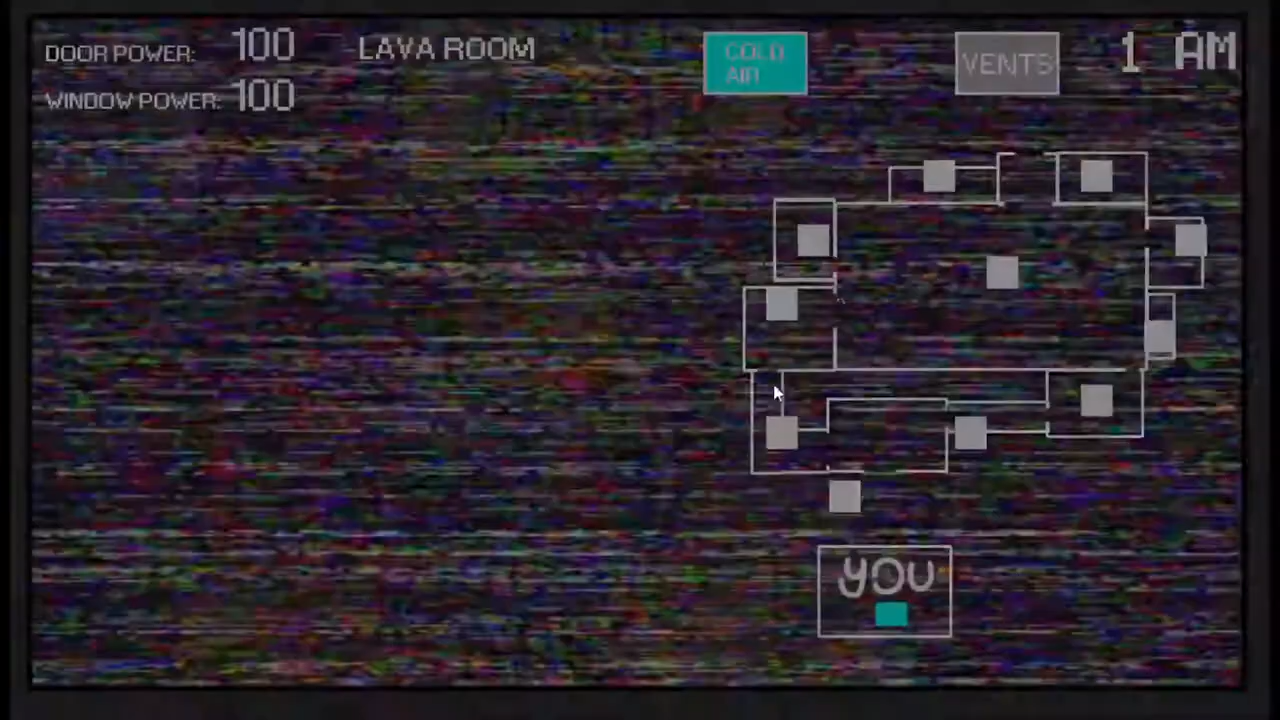 DOOR POWER: 100
WINDOW POWER: 100
LAVA ROOM
COLD
AIR
VENTS
1 AM
YOU